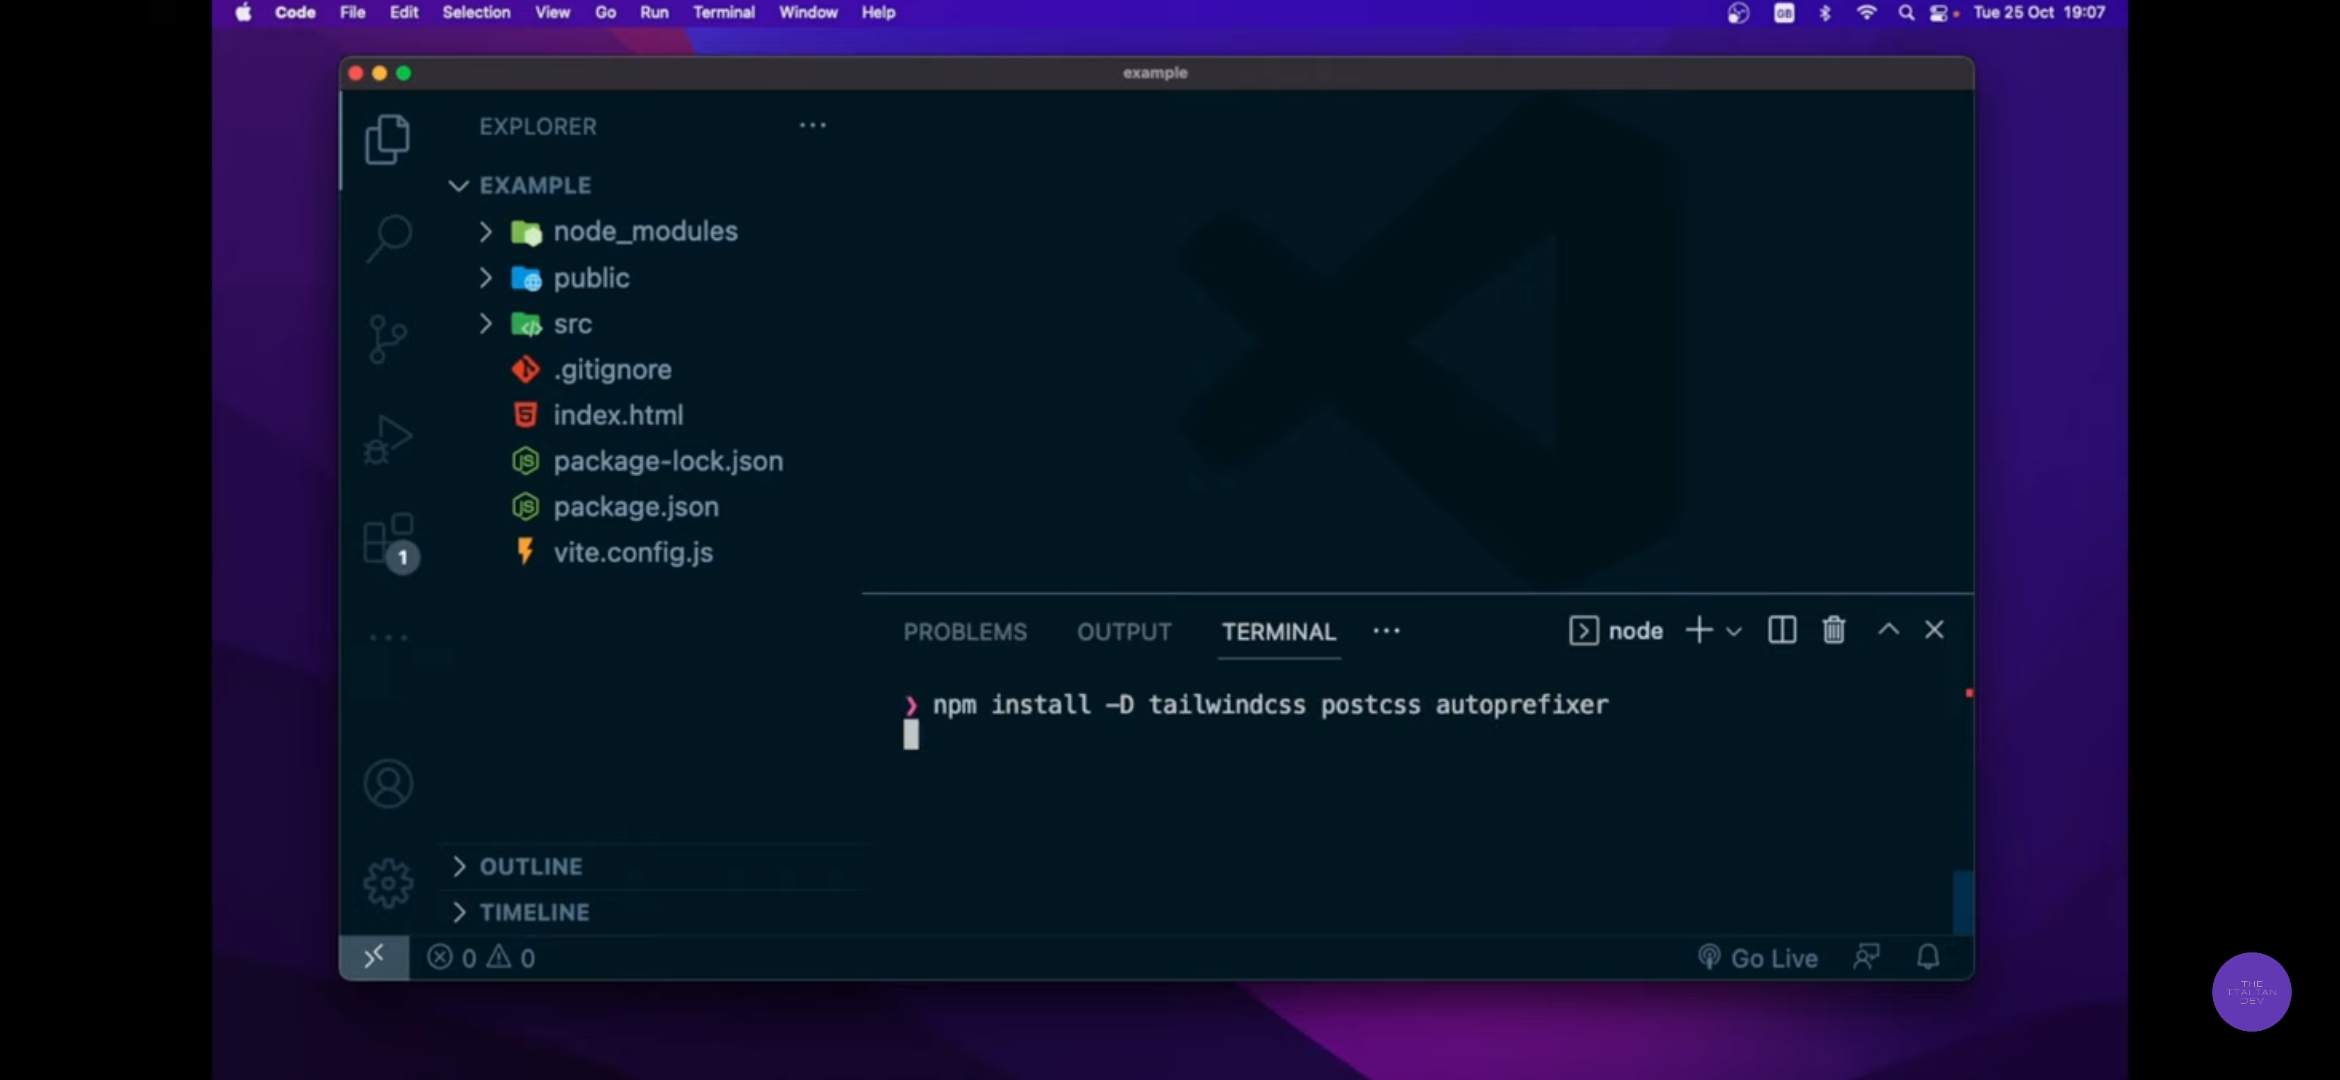 Code File Edit Selection View Go Run Terminal Window Help
GB
Tue 25 Oct 19:07
example
EXPLORER
EXAMPLE
node_modules
public
src
.gitignore
index.html
package-lock.json
package.json
vite.config.js
1
PROBLEMS OUTPUT TERMINAL
node
❯ npm install -D tailwindcss postcss autoprefixer
OUTLINE
TIMELINE
0 0
Go Live
THE
ITALIAN
DEV